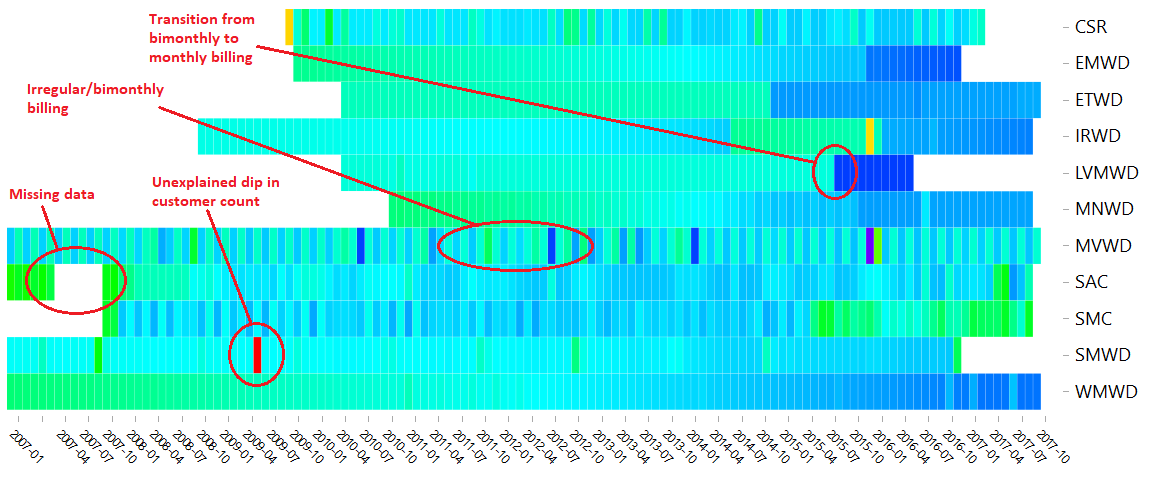 Transition from
bimonthly to
monthly billing
Irregular/bimonthly
billing
Unexplained dip in
customer count
Missing data
CSR
EMWD
ETWD
IRWD
LVMWD
MNWD
MVWD
SAC
SMC
SMWD
WMWD
2007-01
2007-04
2007-07
2007-10
2008-01
2008-04
2008-07
2008-10
2009-01
2009-04
2009-07
2009-10
2010-01
2010-04
2010-07
2010-10
2011-01
2011-04
2011-07
2011-10
2012-01
2012-04
2012-07
2012-10
2013-01
2013-04
2013-07
2013-10
2014-01
2014-04
2014-07
2014-10
2015-01
2015-04
2015-07
2015-10
2016-01
2016-04
2016-07
2016-10
2017-01
2017-04
2017-07
2017-10